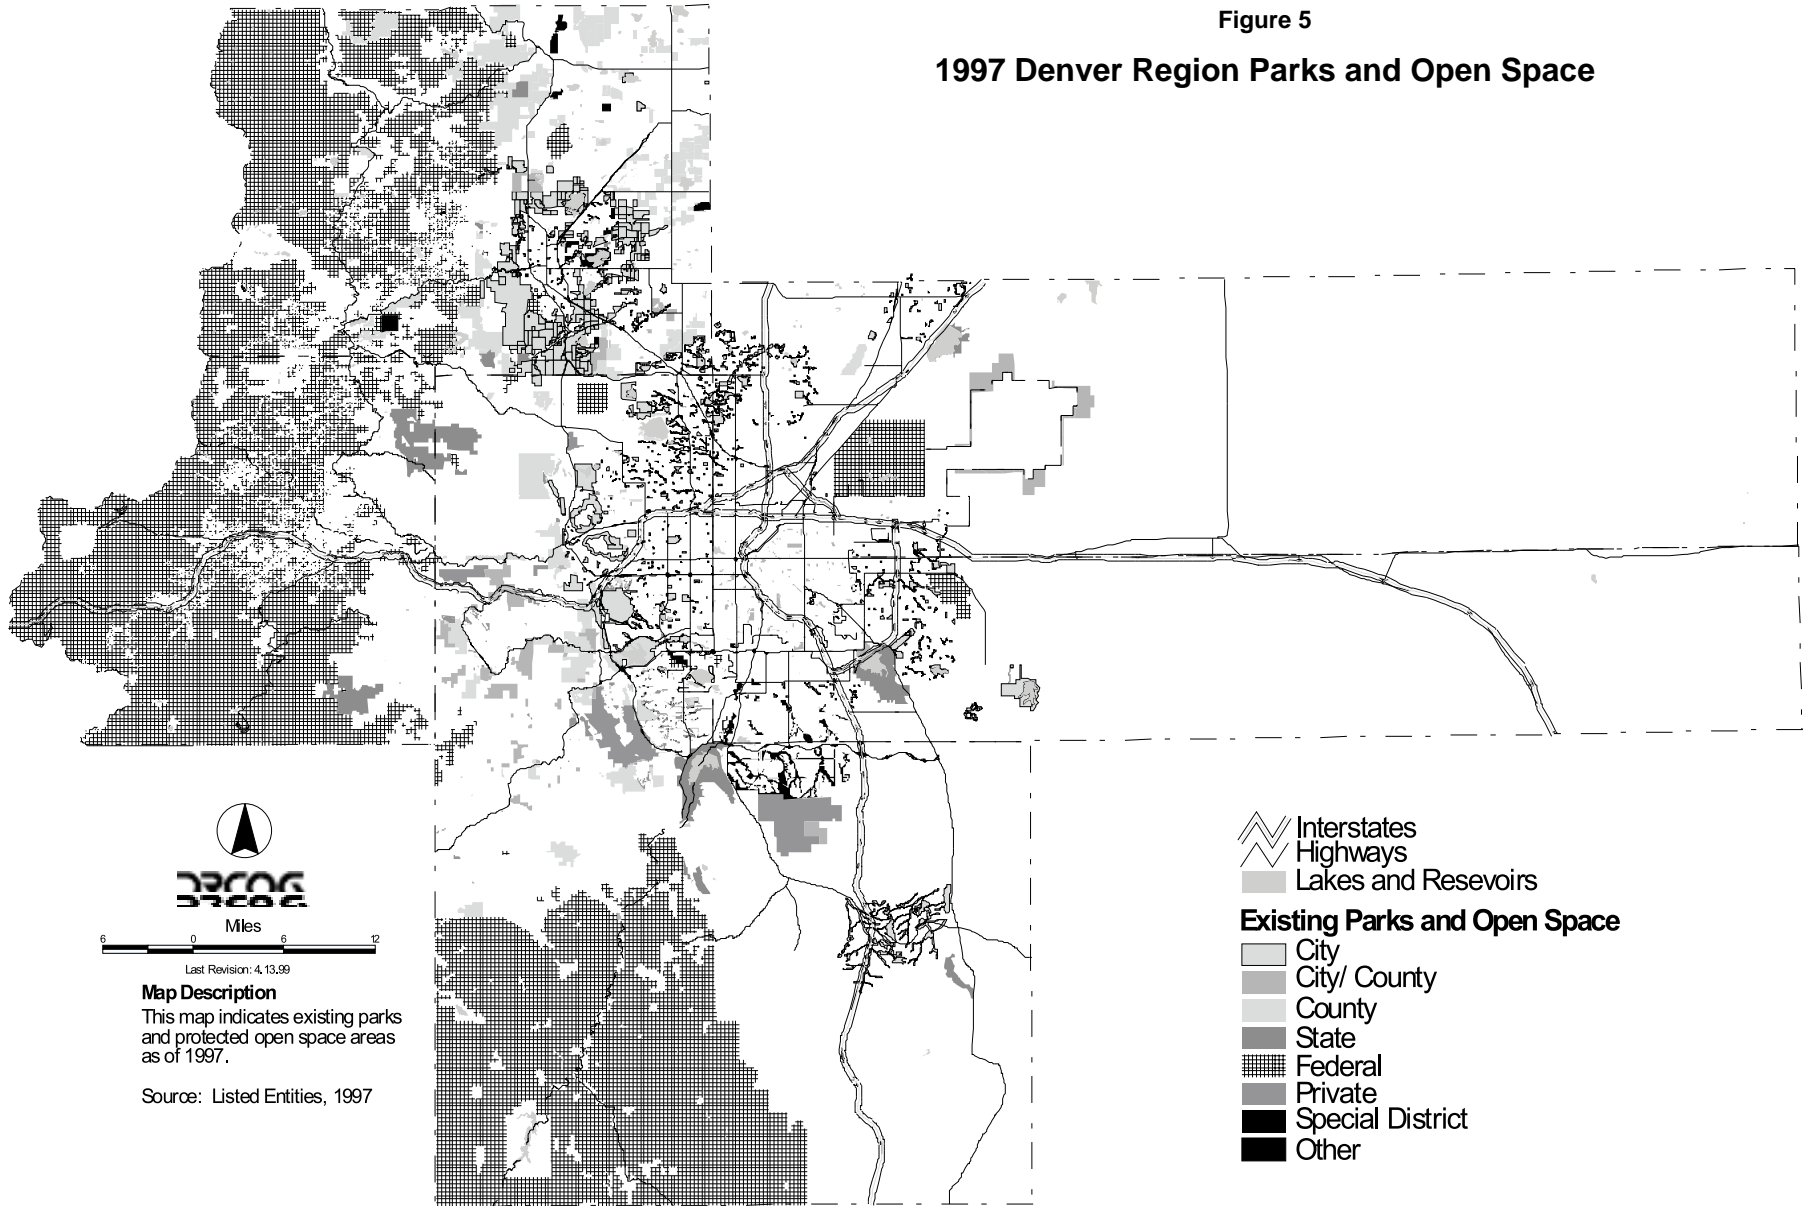 Figure 5
1997 Denver Region Parks and Open Space
DRCOG
Miles
6 0 6 12
Last Revision: 4.13.99
Map Description
This map indicates existing parks
and protected open space areas
as of 1997.
Source: Listed Entities, 1997
Interstates
Highways
Lakes and Resevoirs
Existing Parks and Open Space
City
City/ County
County
State
Federal
Private
Special District
Other